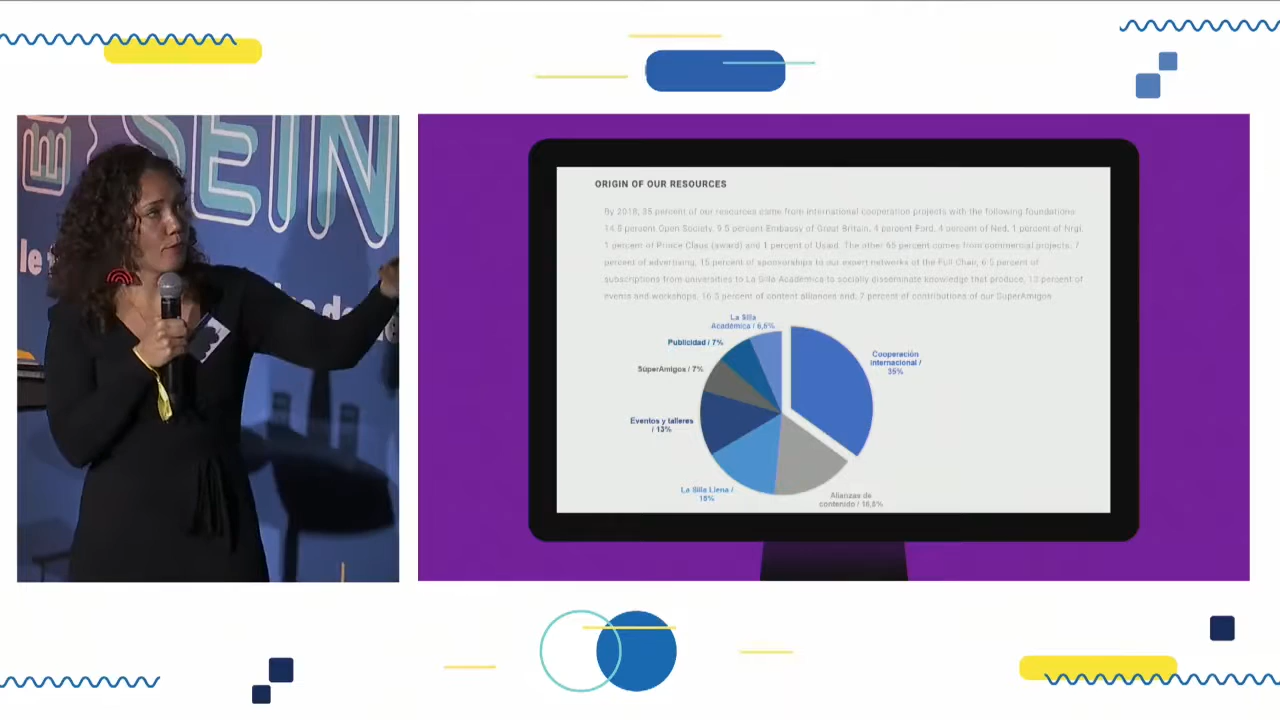 SEIN
le
ORIGIN OF OUR RESOURCES
By 2018, 35 percent of our resources come from international cooperation projects with the following foundations
14.8 percent Open Society, 9.5 percent Embassy of Great Britain, 4 percent Ford, 4 percent of Ned, 1 percent of Nrgi,
1 percent of Prince Claus (award) and 1 percent of Usaid. The other 65 percent comes from commercial projects, 7
percent of advertising, 15 percent of sponsorships to our expert networks of the Full Chair, 6.5 percent of
subscriptions from universities to La Silla Académica to socially disseminate knowledge that produce, 13 percent of
events and workshops, 16.5 percent of content alliances and, 7 percent of contributions of our SuperAmigos
La Silla
Académica / 6,5%
Publicidad / 7%
SúperAmigos / 7%
Eventos y talleres
/ 13%
La Silla Llena /
15%
Cooperación
internacional /
35%
Alianzas de
contenido / 16,5%